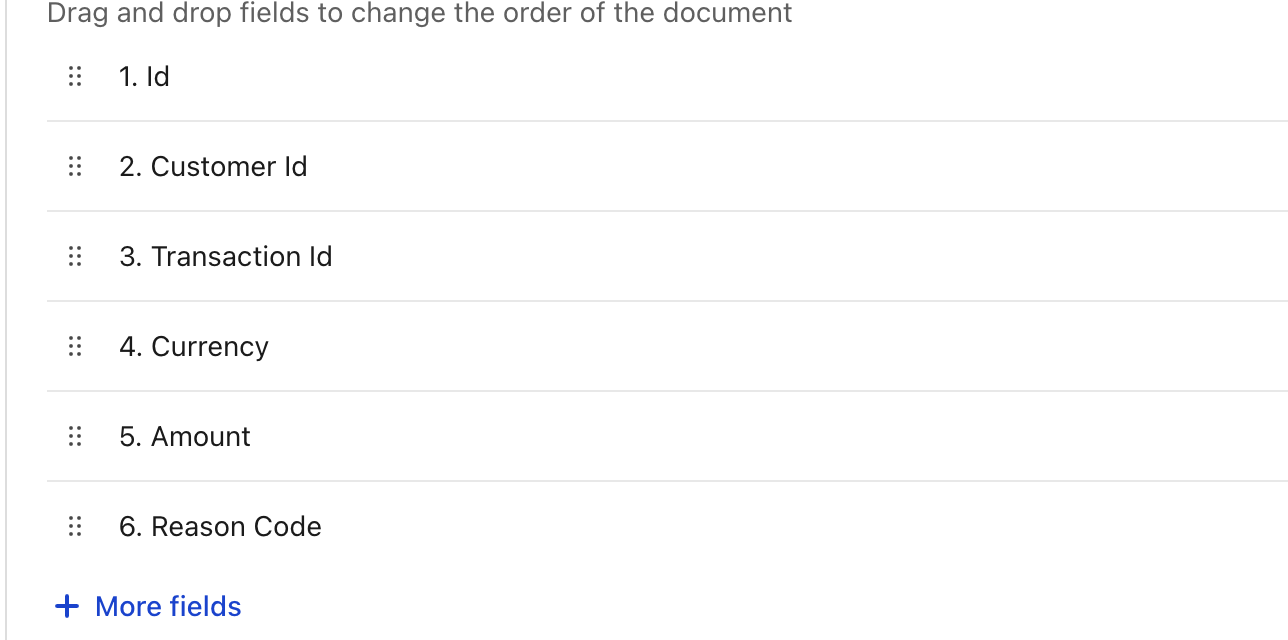 Drag and drop fields to change the order of the document
1. Id
2. Customer Id
3. Transaction Id
4. Currency
5. Amount
6. Reason Code
+ More fields